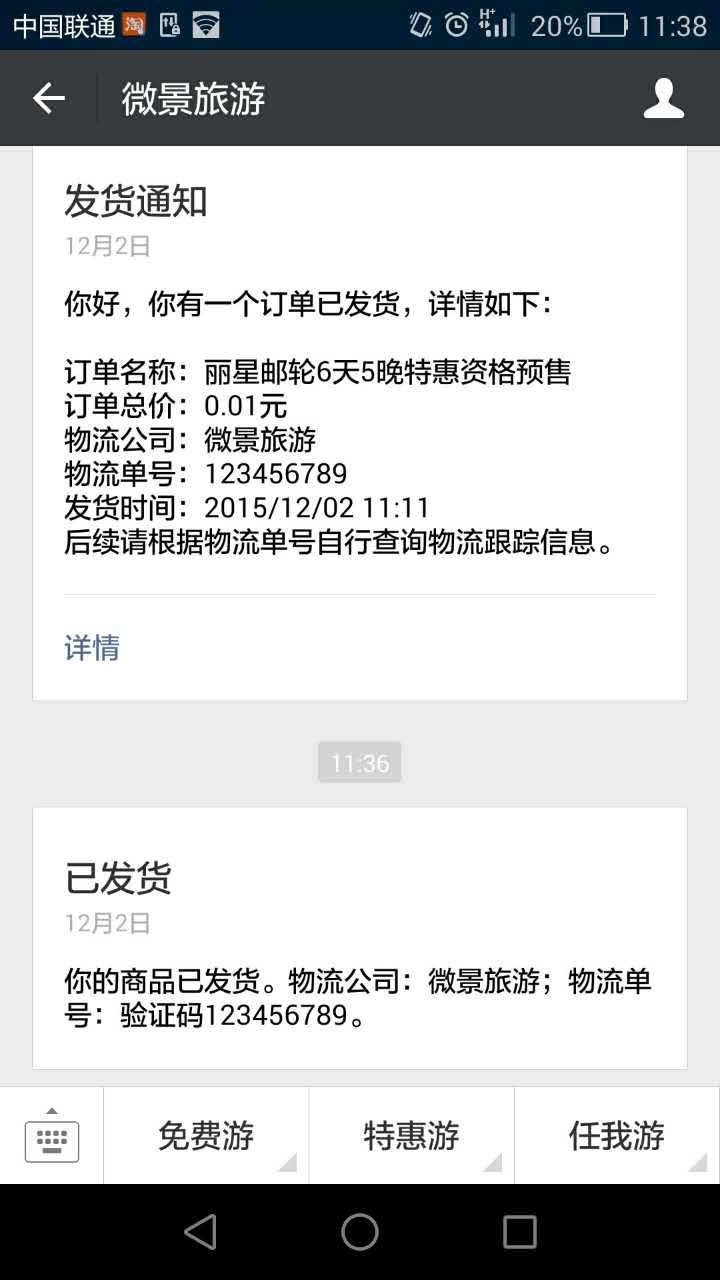 中国联通 淘 H+ 20% 11:38
微景旅游
发货通知
12月2日
你好，你有一个订单已发货，详情如下：
订单名称：丽星邮轮6天5晚特惠资格预售
订单总价：0.01元
物流公司：微景旅游
物流单号：123456789
发货时间：2015/12/02 11:11
后续请根据物流单号自行查询物流跟踪信息。
详情
11:36
已发货
12月2日
你的商品已发货。物流公司：微景旅游；物流单
号：验证码123456789。
免费游 特惠游 任我游